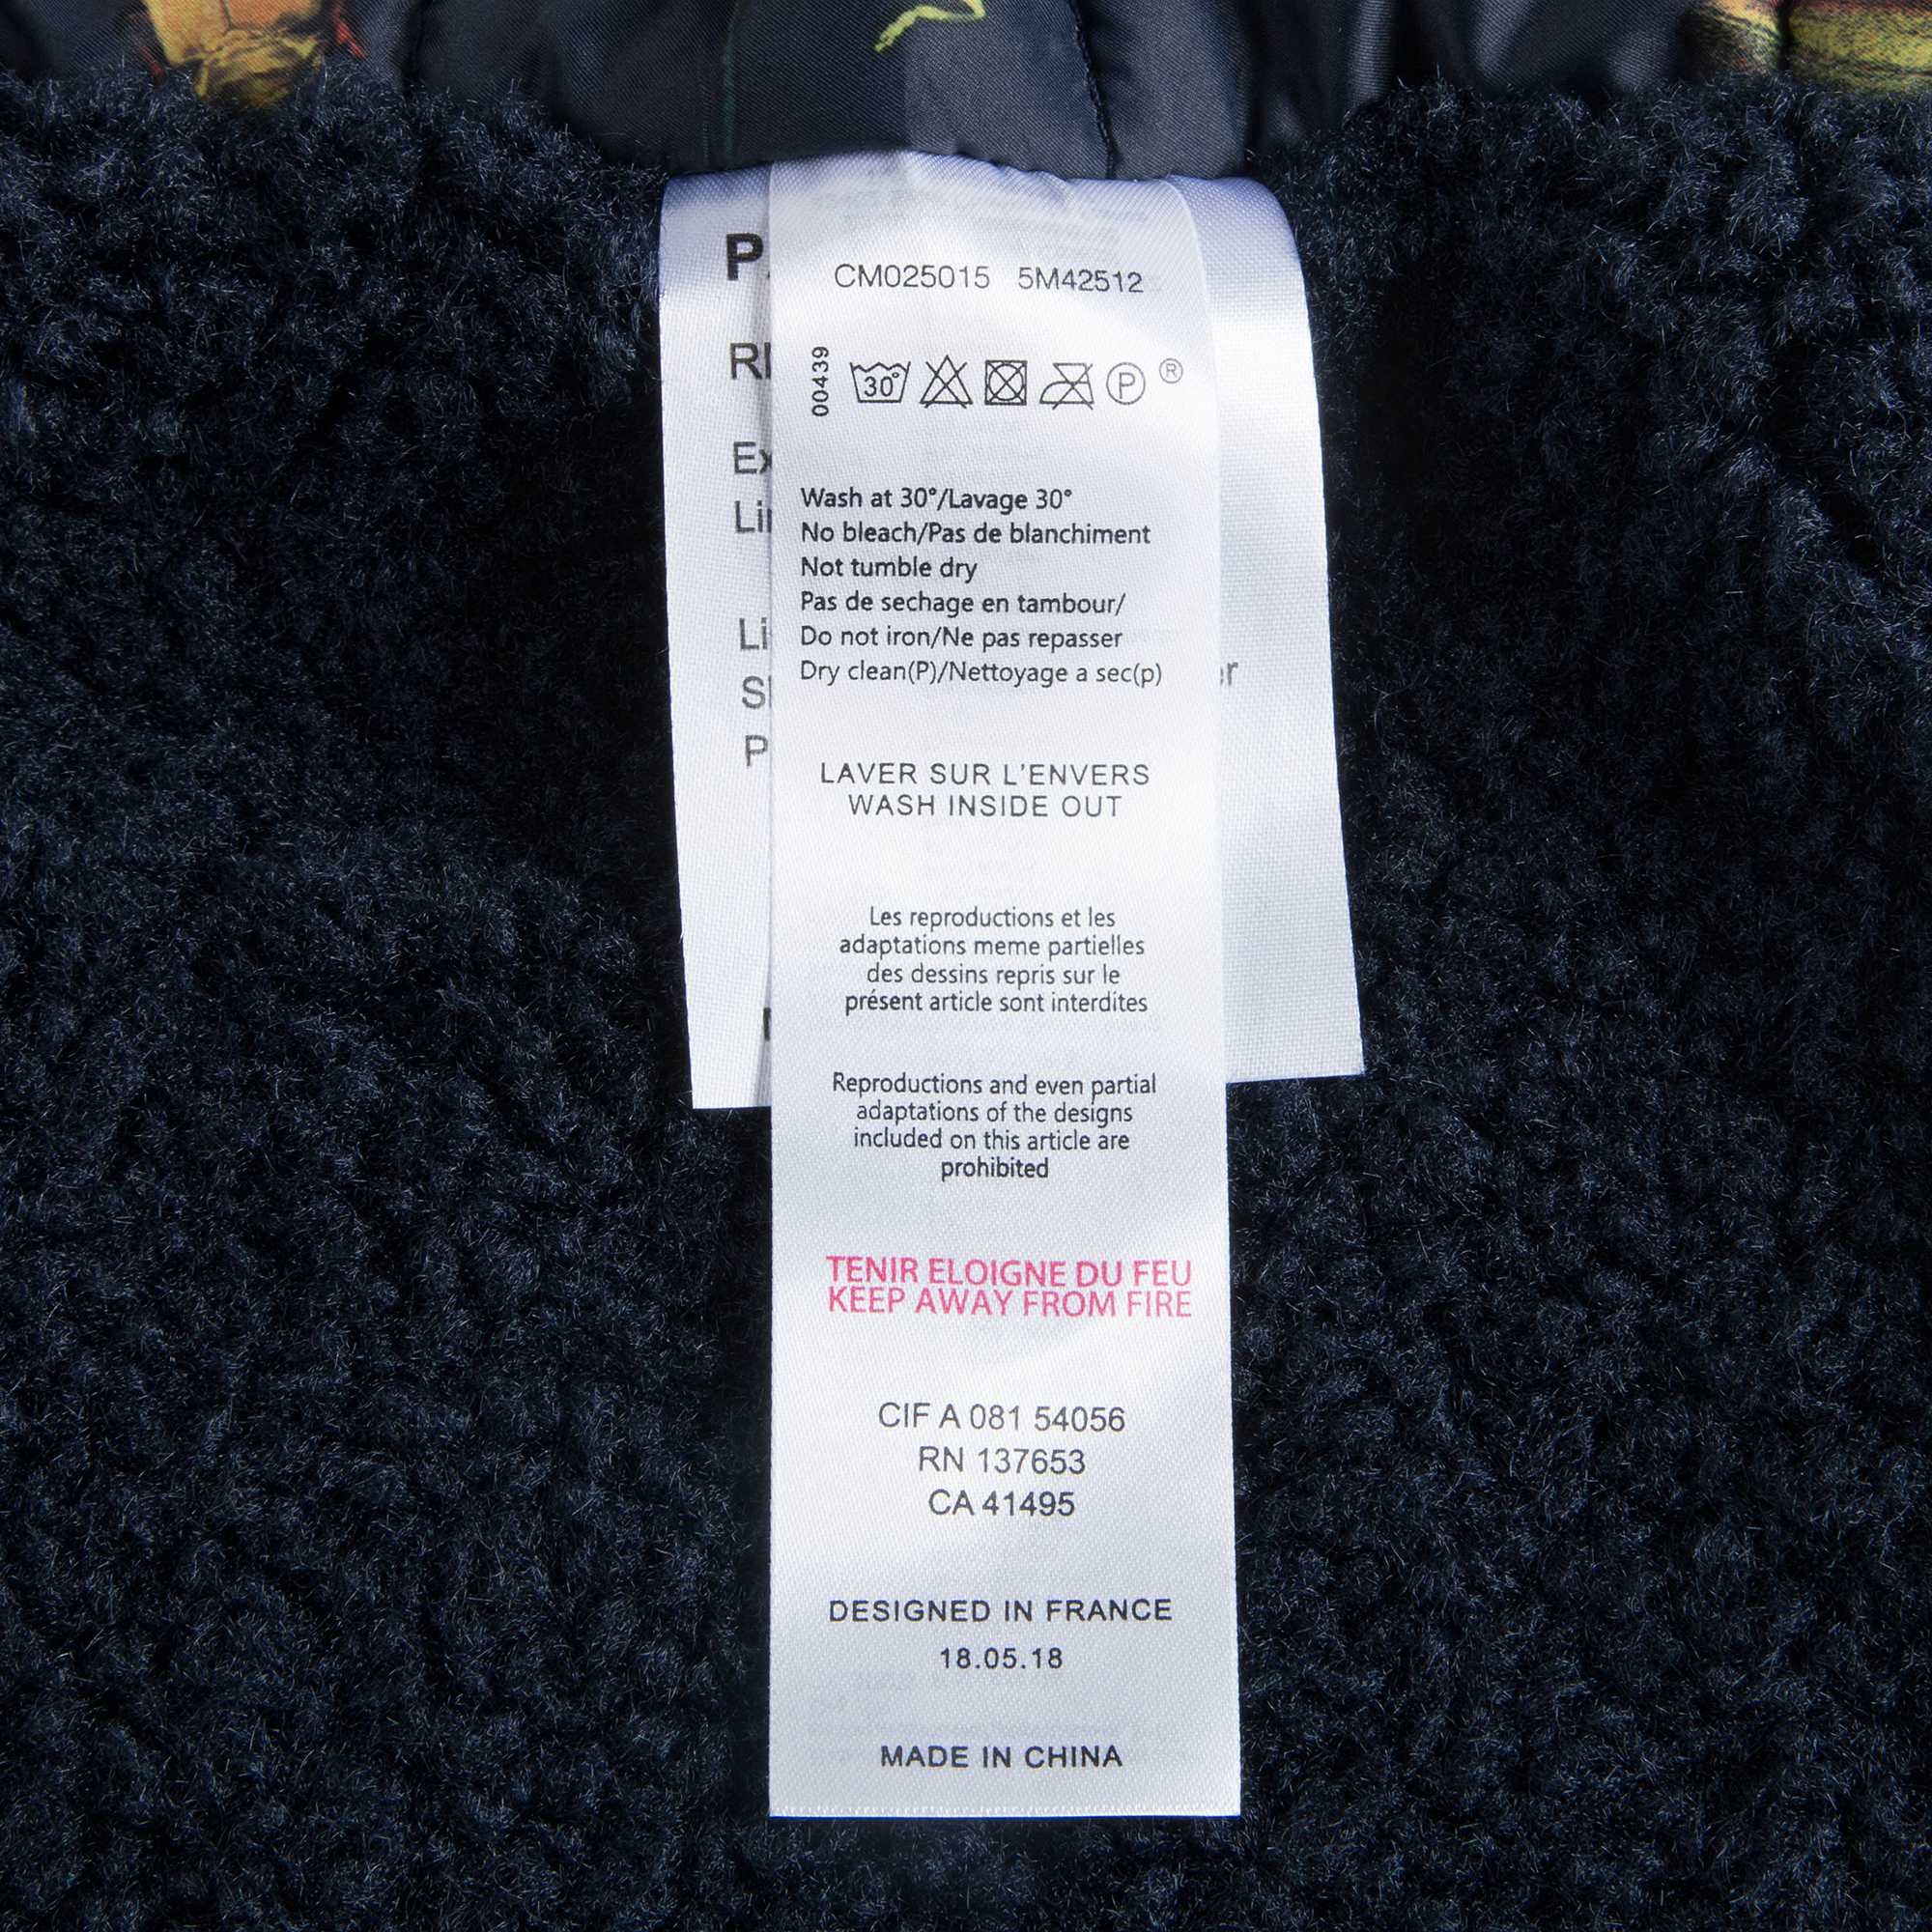 CM025015 5M42512
00439
30° P ®
Wash at 30°/Lavage 30°
No bleach/Pas de blanchiment
Not tumble dry
Pas de sechage en tambour/
Do not iron/Ne pas repasser
Dry clean(P)/Nettoyage a sec(p)
LAVER SUR L'ENVERS
WASH INSIDE OUT
Les reproductions et les
adaptations meme partielles
des dessins repris sur le
présent article sont interdites
Reproductions and even partial
adaptations of the designs
included on this article are
prohibited
TENIR ELOIGNE DU FEU
KEEP AWAY FROM FIRE
CIF A 081 54056
RN 137653
CA 41495
DESIGNED IN FRANCE
18.05.18
MADE IN CHINA